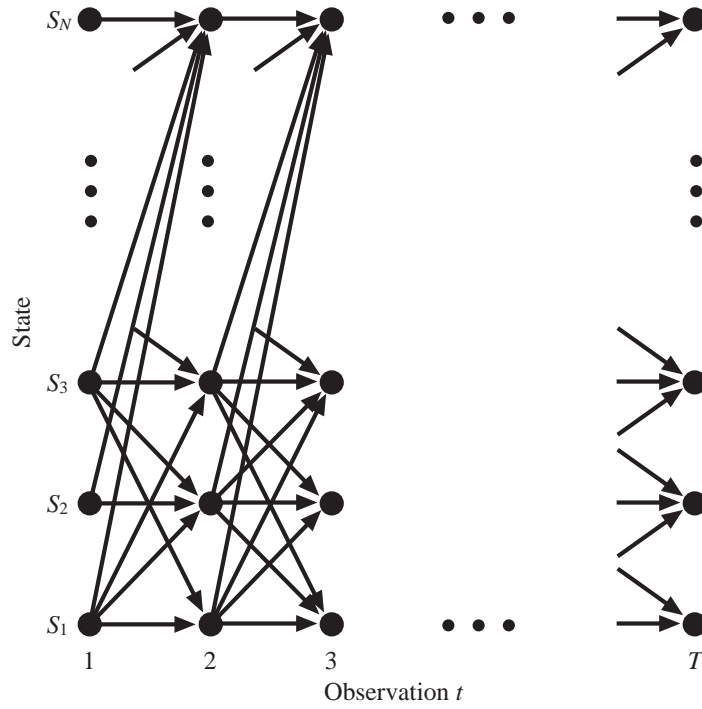 S_N
State
S_3
S_2
S_1
1 2 3 T
Observation t